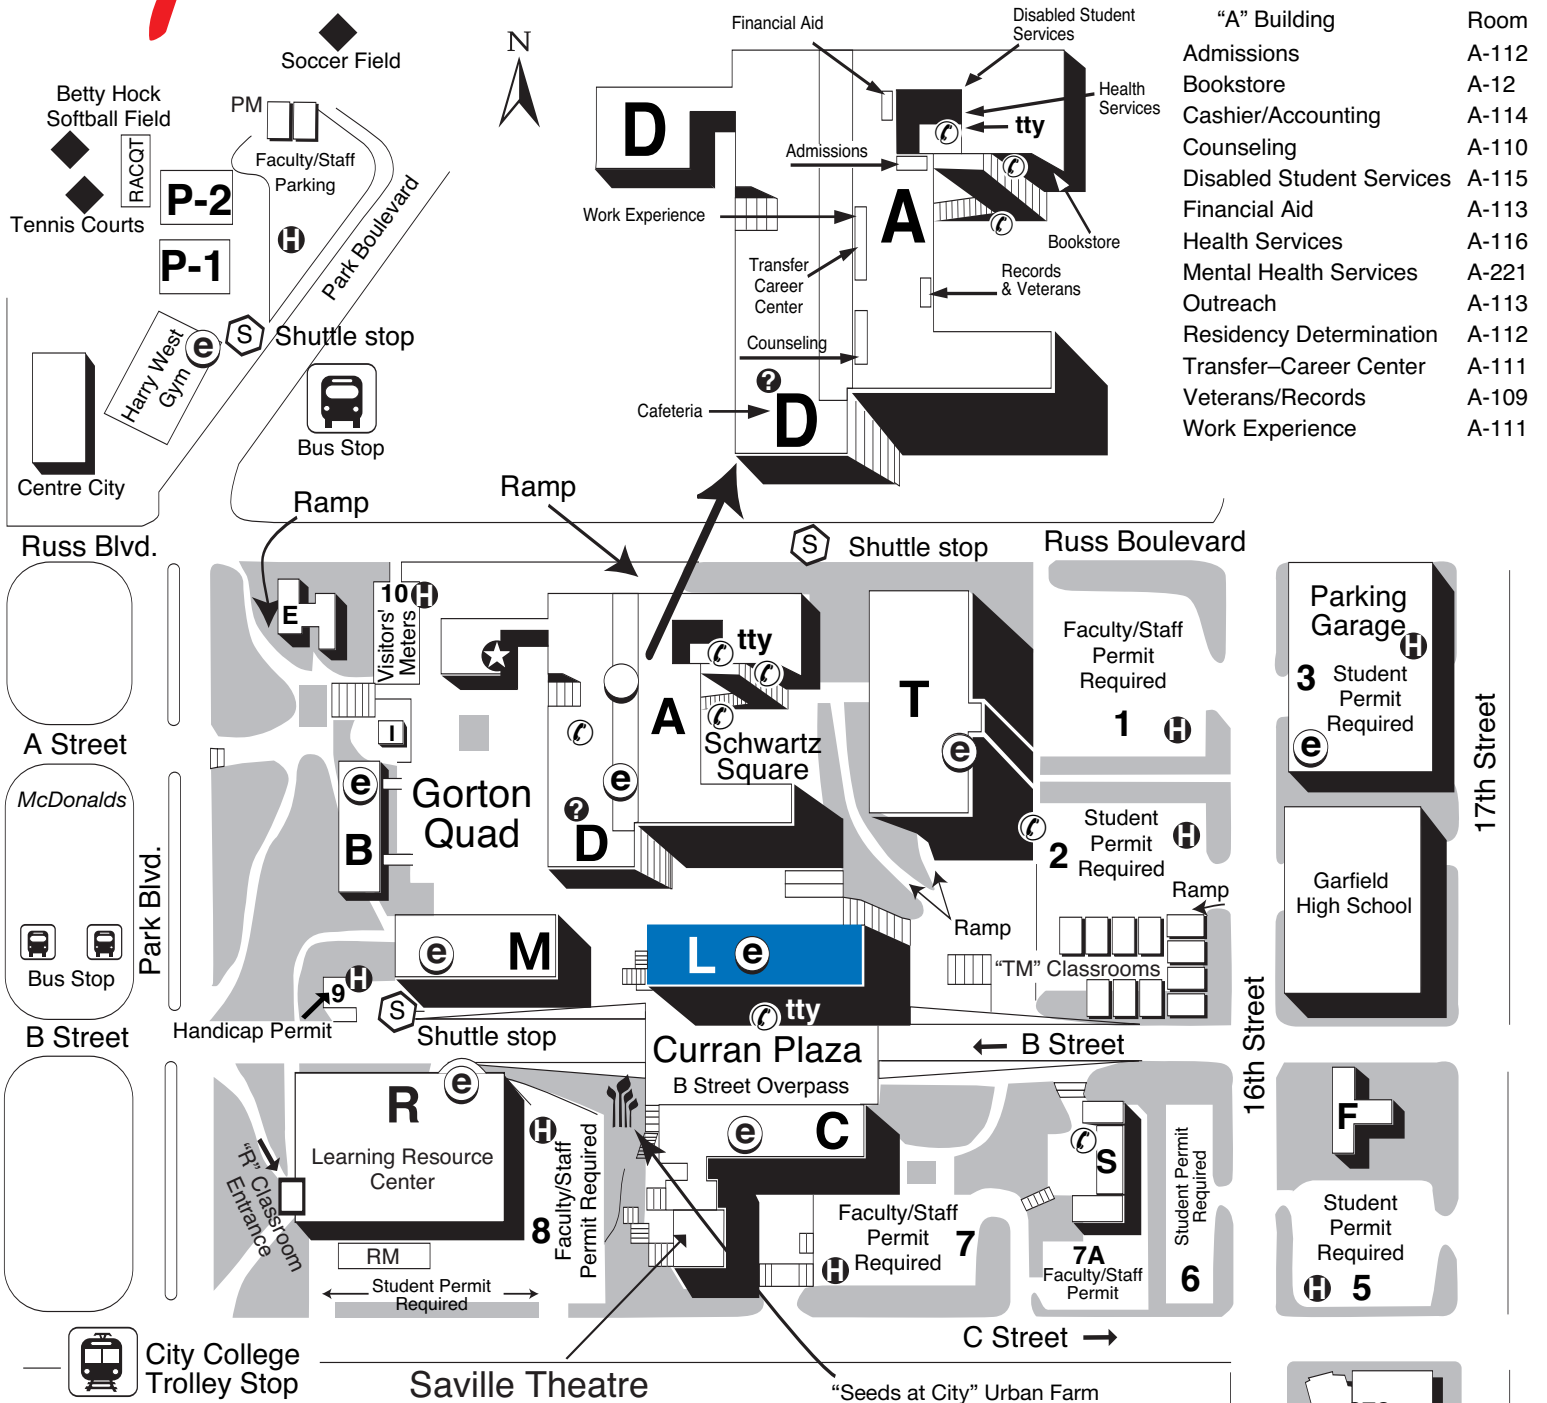 Soccer Field
Betty Hock
Softball Field
PM
RACQT
Faculty/Staff
Parking
P-2
Tennis Courts
H
P-1
Park Boulevard
Harry West
Gym
e
S
Shuttle stop
Bus Stop
Centre City
N
Financial Aid
Disabled Student
Services
Health
Services
tty
D
Admissions
Work Experience
A
Bookstore
Transfer
Career
Center
Records
& Veterans
Counseling
?
Cafeteria
D
"A" Building Room
Admissions A-112
Bookstore A-12
Cashier/Accounting A-114
Counseling A-110
Disabled Student Services A-115
Financial Aid A-113
Health Services A-116
Mental Health Services A-221
Outreach A-113
Residency Determination A-112
Transfer–Career Center A-111
Veterans/Records A-109
Work Experience A-111
Ramp
Ramp
Russ Blvd.
S
Shuttle stop
Russ Boulevard
E
10
H
Visitors'
Meters
tty
T
A
Schwartz
Square
e
Faculty/Staff
Permit
Required
1
H
Parking
Garage
H
3
Student
Permit
Required
e
17th Street
A Street
McDonalds
I
e
B
Gorton
Quad
e
?
D
Student
Permit
Required
2
H
Ramp
Garfield
High School
Park Blvd.
Bus Stop
e
M
L
e
Ramp
"TM" Classrooms
9
H
Handicap Permit
S
Shuttle stop
tty
B Street
Curran Plaza
B Street Overpass
B Street
16th Street
R
e
Learning Resource
Center
"R" Classroom
Entrance
RM
Student Permit
Required
H
8
Faculty/Staff
Permit Required
e
C
Faculty/Staff
Permit
Required
7
H
S
7A
Faculty/Staff
Permit
Student Permit
Required
6
F
Student
Permit
Required
H
5
C Street
City College
Trolley Stop
Saville Theatre
"Seeds at City" Urban Farm